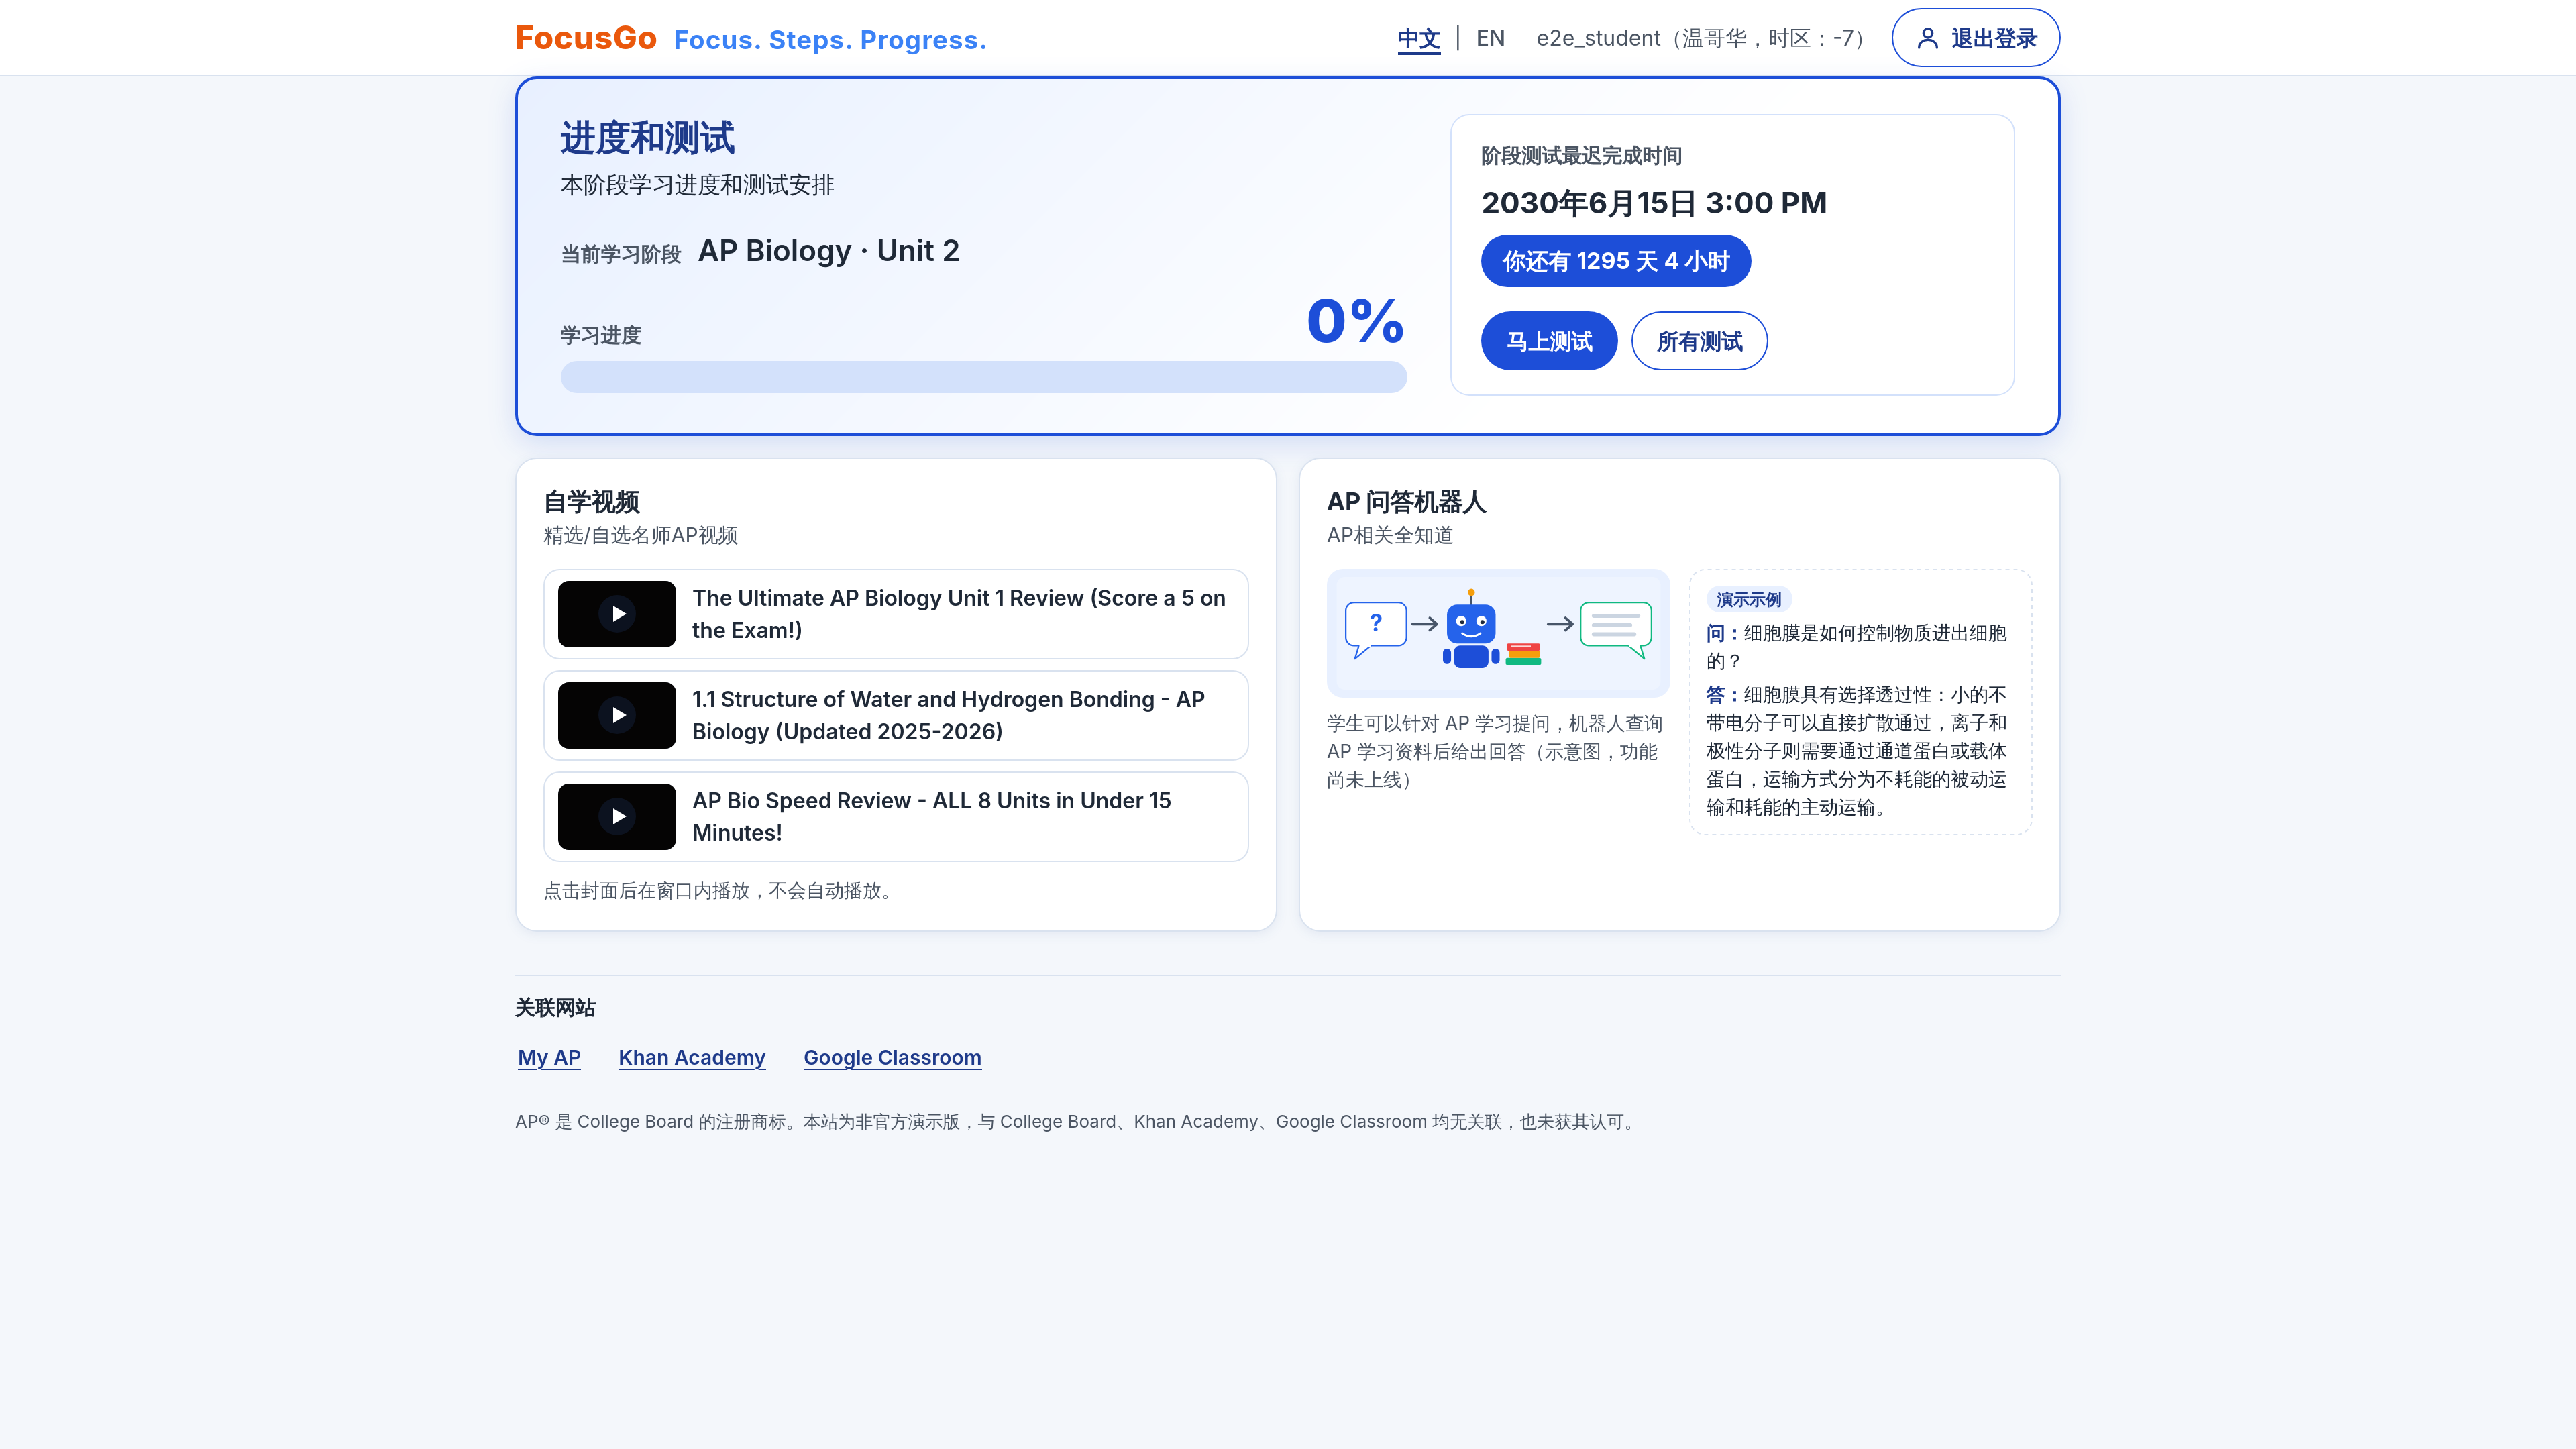 FocusGo Focus. Steps. Progress.
中文 | EN e2e_student（温哥华，时区：-7） 退出登录
进度和测试
本阶段学习进度和测试安排
当前学习阶段 AP Biology · Unit 2
学习进度 0%
阶段测试最迟完成时间
2030年6月15日 3:00 PM
你还有 1295 天 4 小时
马上测试 所有测试
自学视频
精选/自选名师AP视频
The Ultimate AP Biology Unit 1 Review (Score a 5 on
the Exam!)
1.1 Structure of Water and Hydrogen Bonding - AP
Biology (Updated 2025-2026)
AP Bio Speed Review - ALL 8 Units in Under 15
Minutes!
点击封面后在窗口内播放，不会自动播放。
AP 问答机器人
AP相关全知道
?
学生可以针对 AP 学习提问，机器人查询
AP 学习资料后给出回答（示意图，功能
尚未上线）
演示示例
问：细胞膜是如何控制物质进出细胞
的？
答：细胞膜具有选择透过性：小的不
带电分子可以直接扩散通过，离子和
极性分子则需要通过通道蛋白或载体
蛋白，运输方式分为不耗能的被动运
输和耗能的主动运输。
关联网站
My AP Khan Academy Google Classroom
AP® 是 College Board 的注册商标。本站为非官方演示版，与 College Board、Khan Academy、Google Classroom 均无关联，也未获其认可。